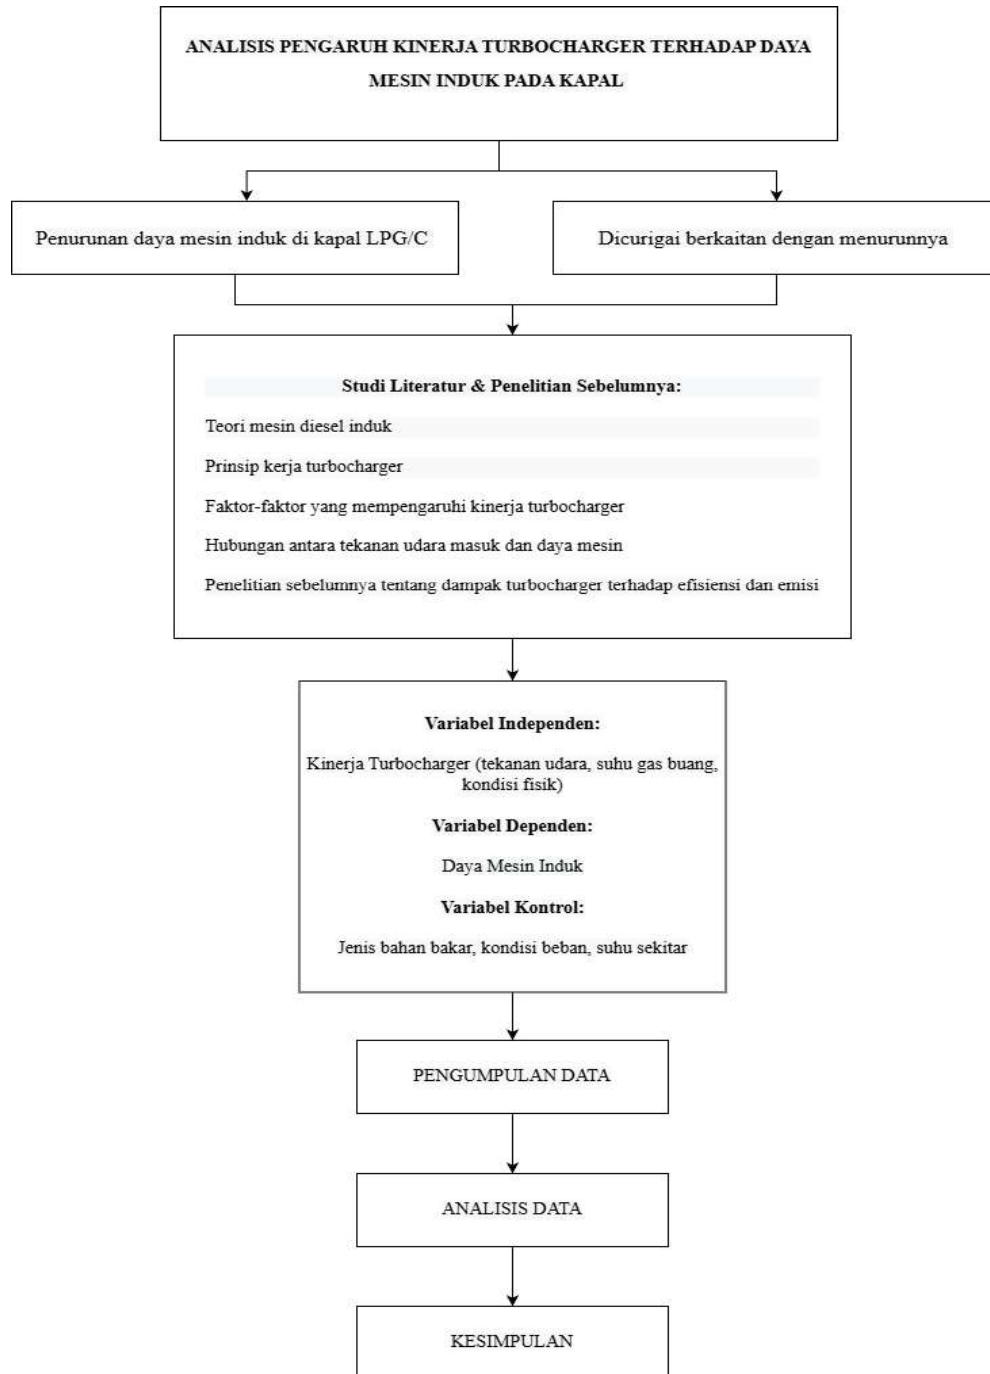 ANALISIS PENGARUH KINERJA TURBOCHARGER TERHADAP DAYA
MESIN INDUK PADA KAPAL
Penurunan daya mesin induk di kapal LPG/C
Dicurigai berkaitan dengan menurunnya
Studi Literatur & Penelitian Sebelumnya:
Teori mesin diesel induk
Prinsip kerja turbocharger
Faktor-faktor yang mempengaruhi kinerja turbocharger
Hubungan antara tekanan udara masuk dan daya mesin
Penelitian sebelumnya tentang dampak turbocharger terhadap efisiensi dan emisi
Variabel Independen:
Kinerja Turbocharger (tekanan udara, suhu gas buang,
kondisi fisik)
Variabel Dependen:
Daya Mesin Induk
Variabel Kontrol:
Jenis bahan bakar, kondisi beban, suhu sekitar
PENGUMPULAN DATA
ANALISIS DATA
KESIMPULAN